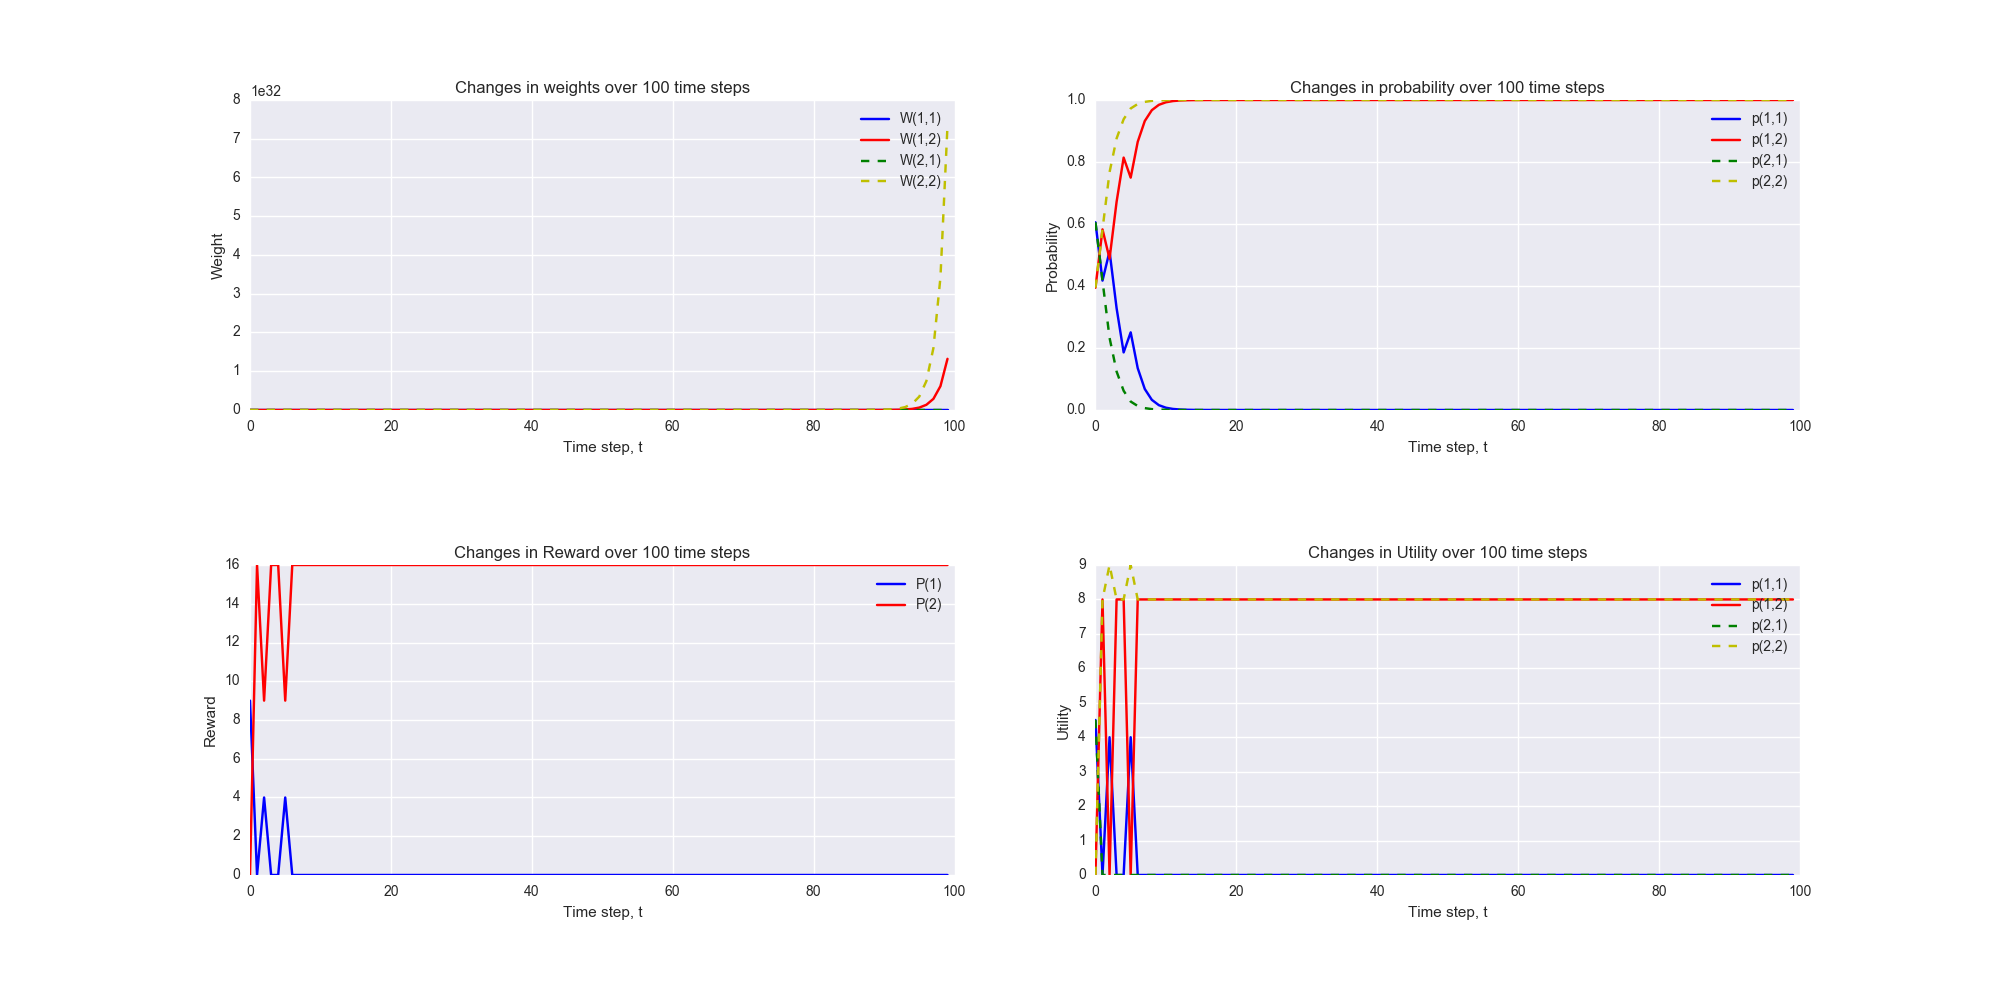 Changes in weights over 100 time steps
1e32
8
7
6
5
4
3
2
1
0
Weight
W(1,1)
W(1,2)
W(2,1)
W(2,2)
0 20 40 60 80 100
Time step, t
Changes in probability over 100 time steps
1.0
0.8
0.6
0.4
0.2
0.0
Probability
p(1,1)
p(1,2)
p(2,1)
p(2,2)
0 20 40 60 80 100
Time step, t
Changes in Reward over 100 time steps
16
14
12
10
8
6
4
2
0
Reward
P(1)
P(2)
0 20 40 60 80 100
Time step, t
Changes in Utility over 100 time steps
9
8
7
6
5
4
3
2
1
0
Utility
p(1,1)
p(1,2)
p(2,1)
p(2,2)
0 20 40 60 80 100
Time step, t